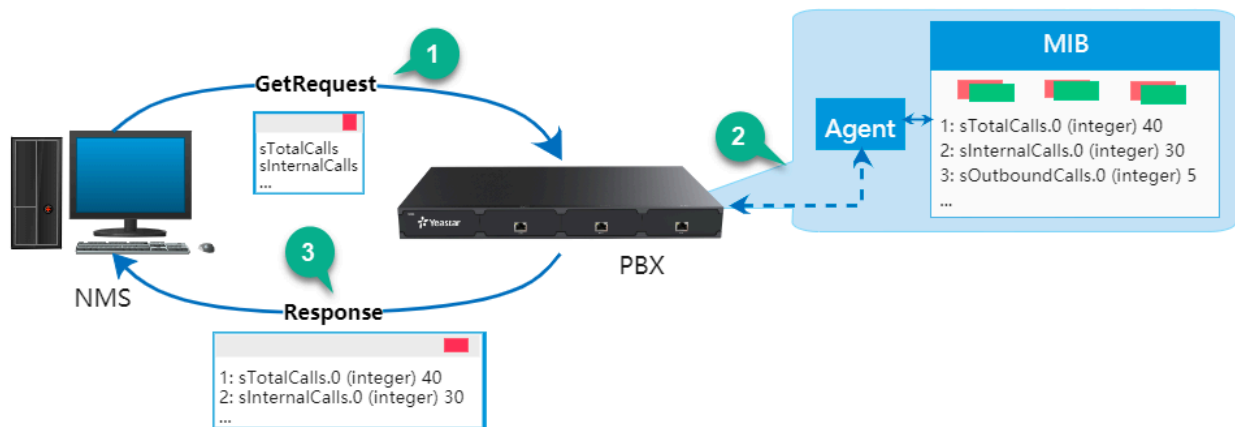 1
GetRequest
sTotalCalls
sInternalCalls
...
NMS
Yeastar
PBX
2
Agent
MIB
1: sTotalCalls.0 (integer) 40
2: sInternalCalls.0 (integer) 30
3: sOutboundCalls.0 (integer) 5
...
3
Response
1: sTotalCalls.0 (integer) 40
2: sInternalCalls.0 (integer) 30
...